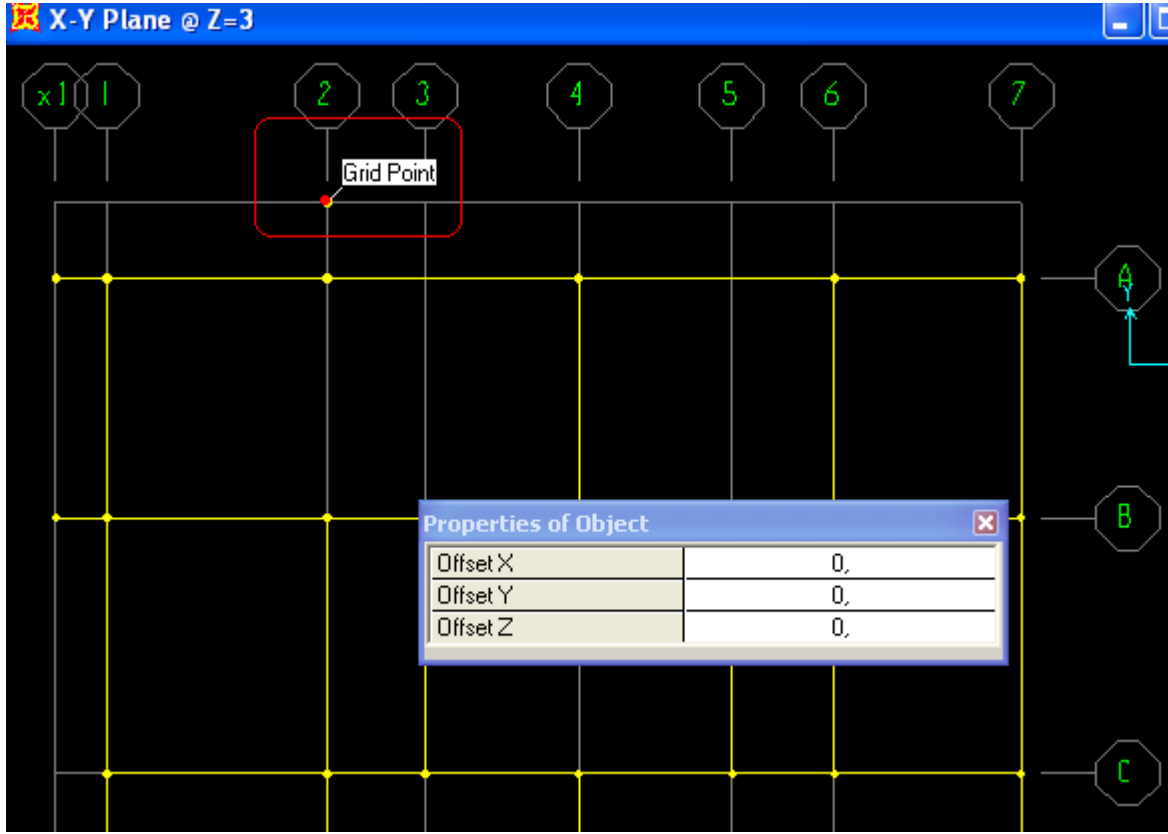 X-Y Plane @ Z=3
x1 1 2 3 4 5 6 7
Grid Point
A
Y
B
Properties of Object
Offset X 0,
Offset Y 0,
Offset Z 0,
C